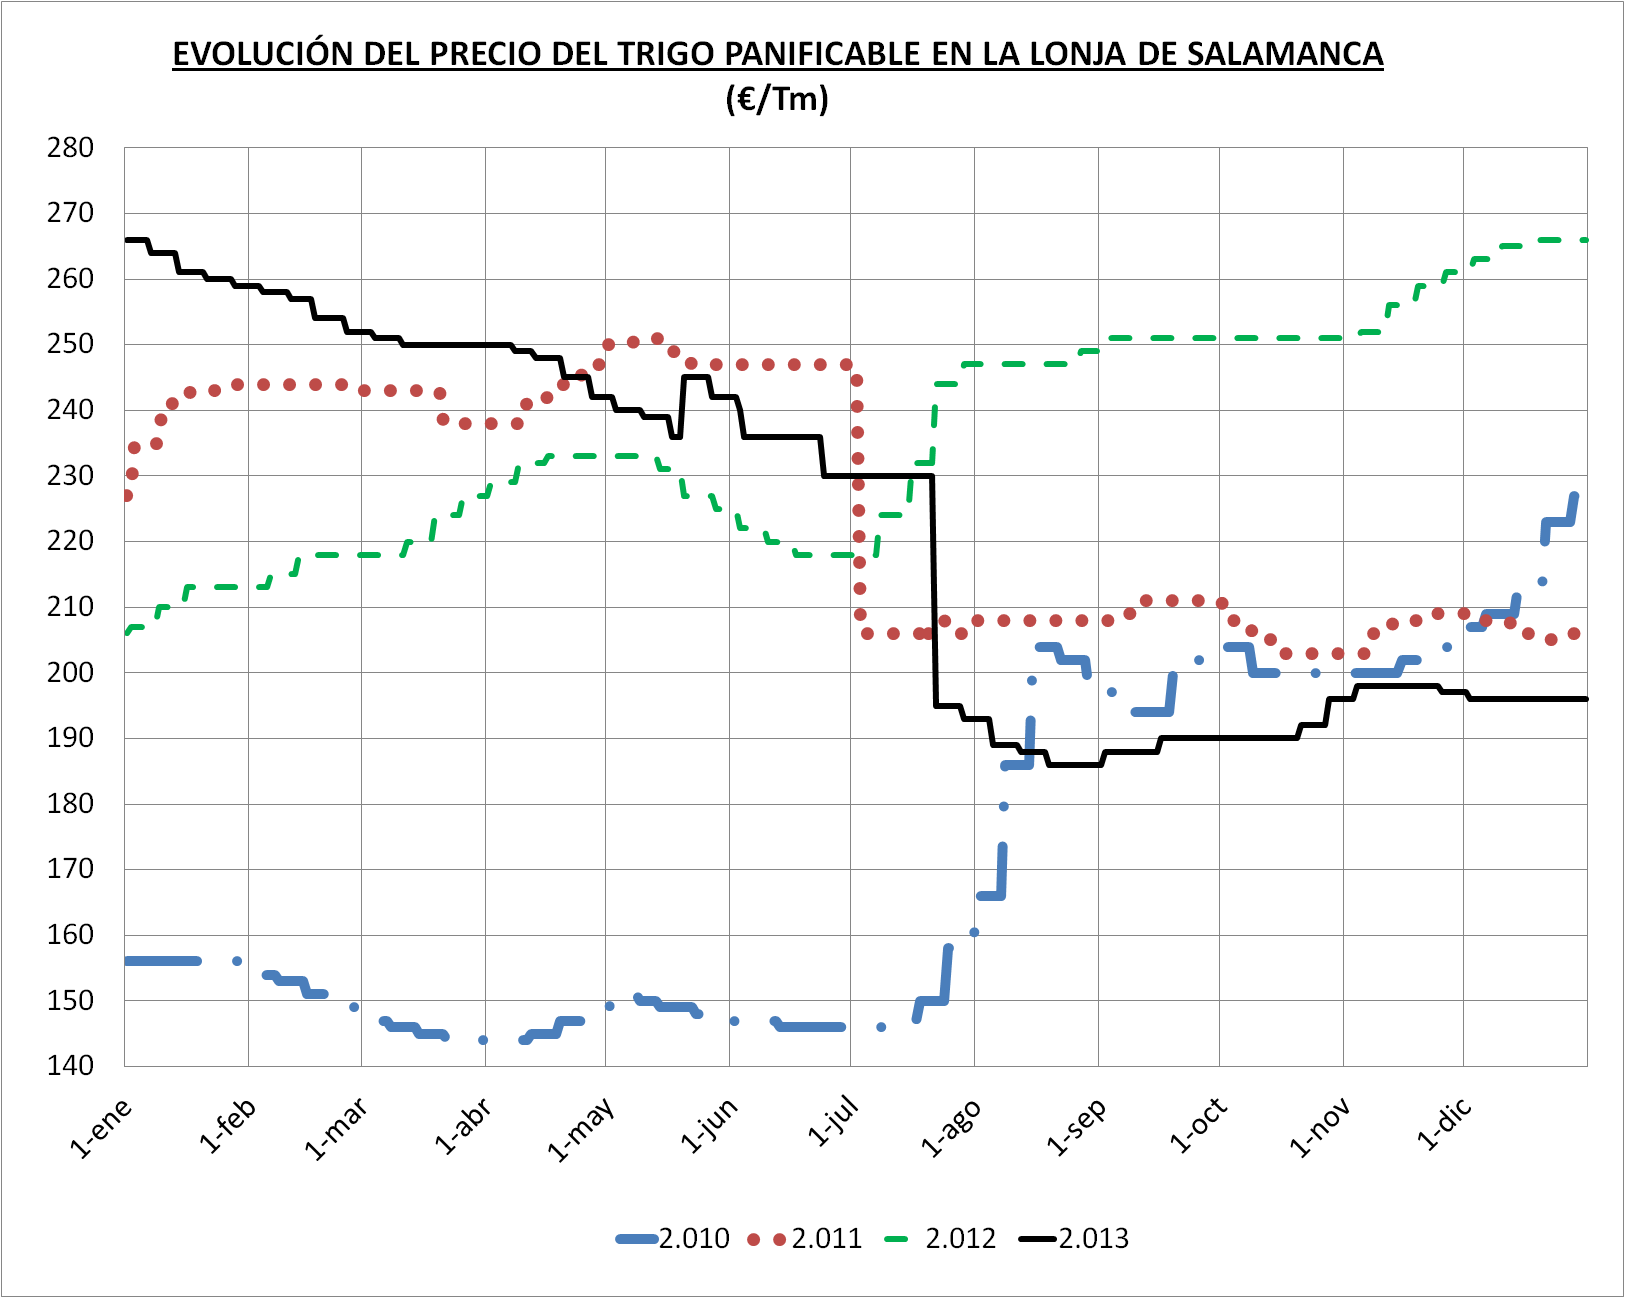 EVOLUCIÓN DEL PRECIO DEL TRIGO PANIFICABLE EN LA LONJA DE SALAMANCA
(€/Tm)
280
270
260
250
240
230
220
210
200
190
180
170
160
150
140
1-ene
1-feb
1-mar
1-abr
1-may
1-jun
1-jul
1-ago
1-sep
1-oct
1-nov
1-dic
2.010 2.011 2.012 2.013